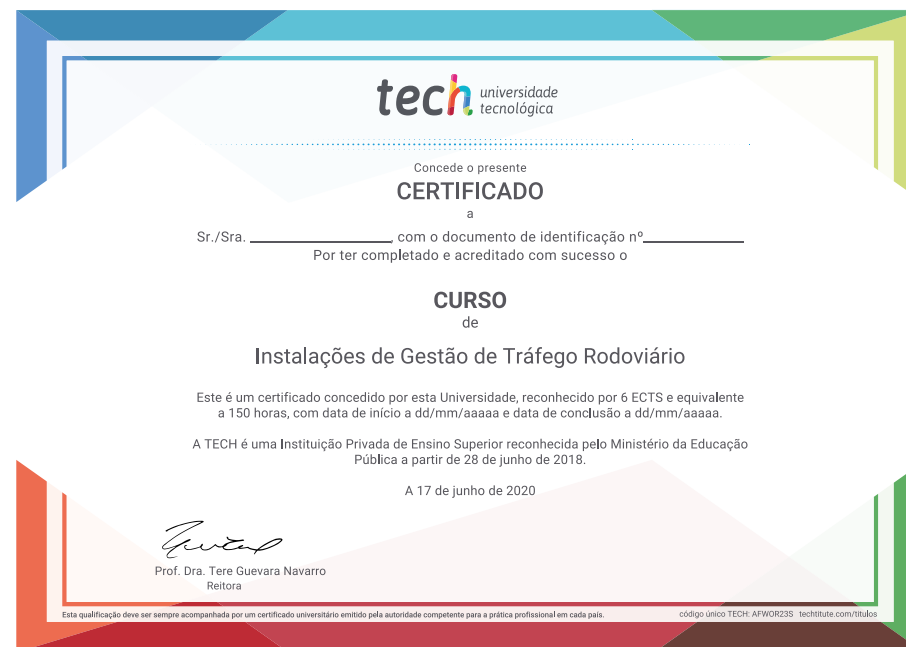 tech universidade
tecnológica
Concede o presente
CERTIFICADO
a
Sr./Sra. ________________, com o documento de identificação nº____________
Por ter completado e acreditado com sucesso o
CURSO
de
Instalações de Gestão de Tráfego Rodoviário
Este é um certificado concedido por esta Universidade, reconhecido por 6 ECTS e equivalente
a 150 horas, com data de início a dd/mm/aaaaa e data de conclusão a dd/mm/aaaaa.
A TECH é uma Instituição Privada de Ensino Superior reconhecida pelo Ministério da Educação
Pública a partir de 28 de junho de 2018.
A 17 de junho de 2020
Prof. Dra. Tere Guevara Navarro
Reitora
Esta qualificação deve ser sempre acompanhada por um certificado universitário emitido pela autoridade competente para a prática profissional em cada país.
código único TECH: AFWOR23S techtitute.com/titulos